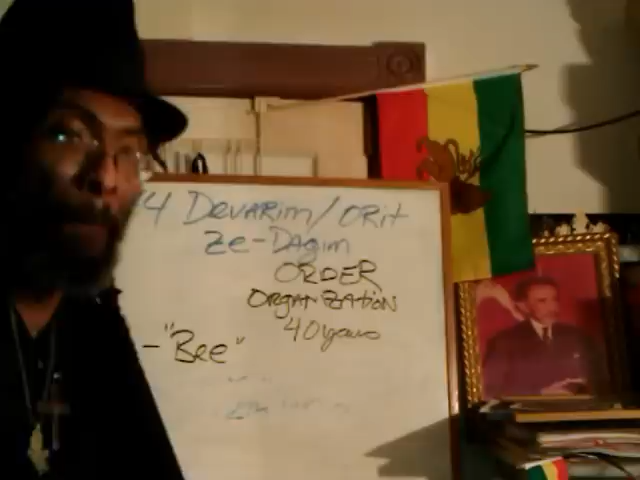 4 Devarim/ORit
Ze-Dagim
ORDER
ORGANIZAtiON
40 years
- "Bee"